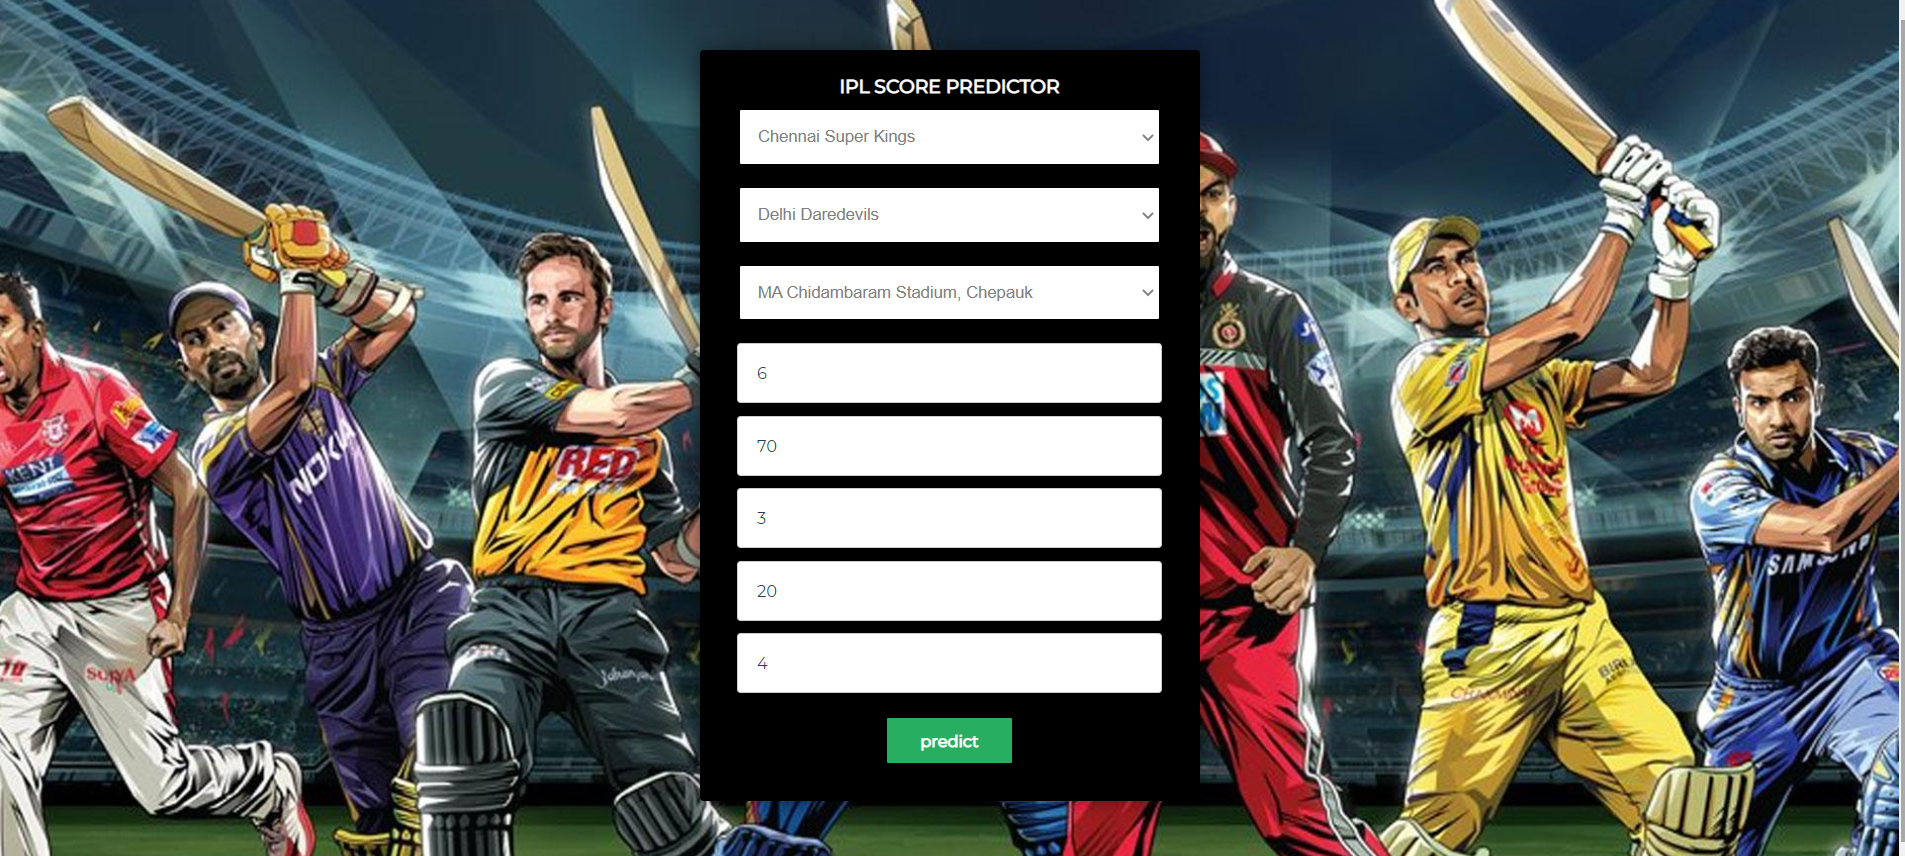 IPL SCORE PREDICTOR
Chennai Super Kings
Delhi Daredevils
MA Chidambaram Stadium, Chepauk
6
70
3
20
4
predict
KENT
NOKIA
RED
SURYA
SAMSUNG